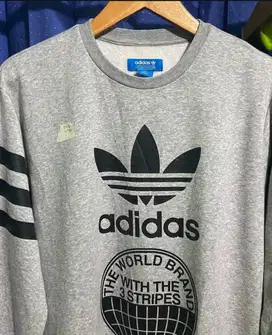 adidas
adidas
THE WORLD BRAND
WITH THE
3 STRIPES